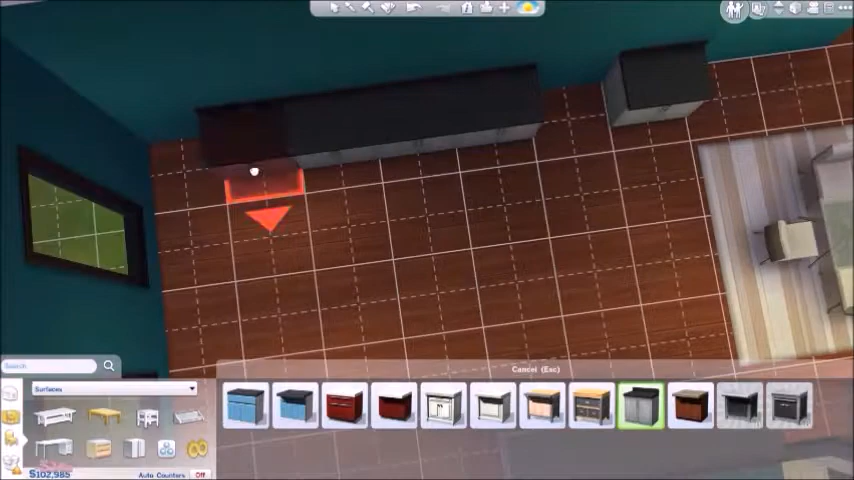 Cancel (Esc)
Search
Surfaces
§102,985
Auto Counters
Off